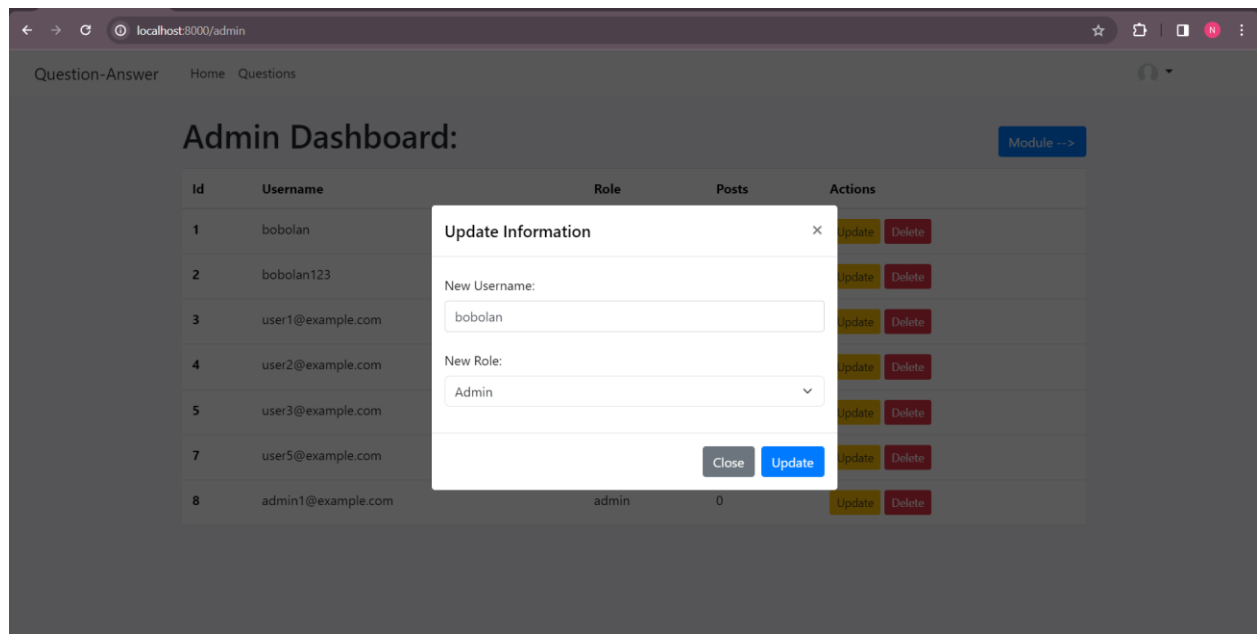 localhost:8000/admin
N
Question-Answer Home Questions
Admin Dashboard:
Module -->
Id Username Role Posts Actions
1 bobolan Update Delete
2 bobolan123 Update Delete
3 user1@example.com Update Delete
4 user2@example.com Update Delete
5 user3@example.com Update Delete
7 user5@example.com Update Delete
8 admin1@example.com admin 0 Update Delete
Update Information ×
New Username:
bobolan
New Role:
Admin
Close Update